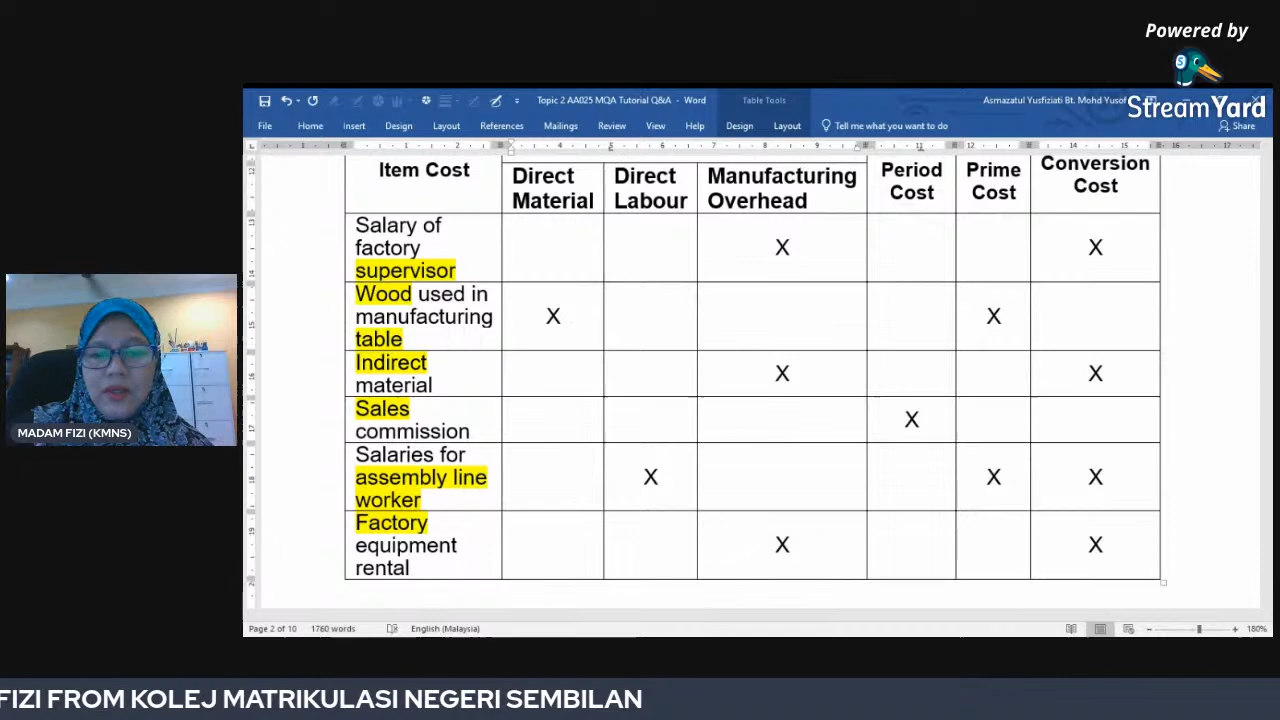 Powered by
StreamYard
Topic 2 AA025 MQA Tutorial Q&A - Word
Table Tools
Asmazatul Yusfiziati Bt. Mohd Yusof
File Home Insert Design Layout References Mailings Review View Help Design Layout Tell me what you want to do Share
Item Cost
Direct Material
Direct Labour
Manufacturing Overhead
Period Cost
Prime Cost
Conversion Cost
Salary of
factory
supervisor
X X
Wood used in
manufacturing
table
X X
Indirect
material
X X
Sales
commission
X
Salaries for
assembly line
worker
X X X
Factory
equipment
rental
X X
MADAM FIZI (KMNS)
Page 2 of 10 1760 words English (Malaysia) 180%
FIZI FROM KOLEJ MATRIKULASI NEGERI SEMBILAN